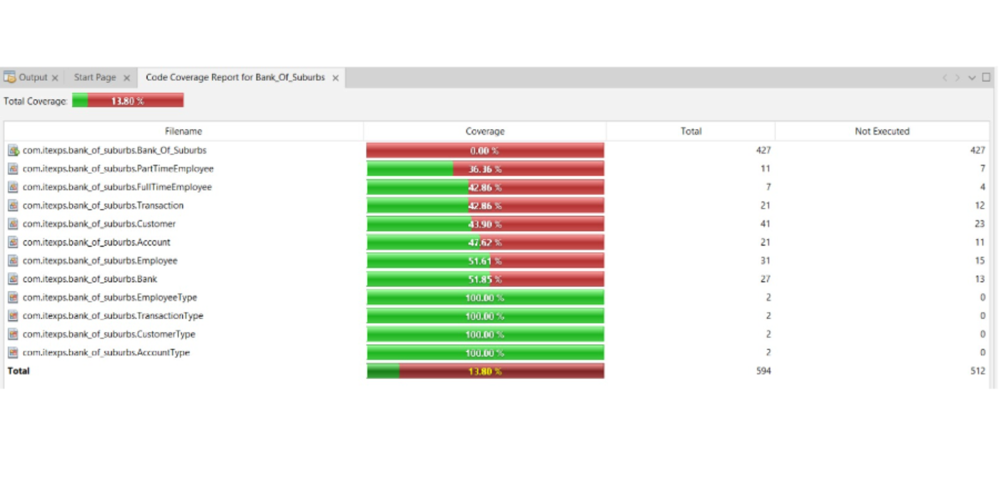 Output Start Page Code Coverage Report for Bank_Of_Suburbs
Total Coverage: 13.80 %
Filename Coverage Total Not Executed
com.itexps.bank_of_suburbs.Bank_Of_Suburbs 0.00 % 427 427
com.itexps.bank_of_suburbs.PartTimeEmployee 36.36 % 11 7
com.itexps.bank_of_suburbs.FullTimeEmployee 42.86 % 7 4
com.itexps.bank_of_suburbs.Transaction 42.86 % 21 12
com.itexps.bank_of_suburbs.Customer 43.90 % 41 23
com.itexps.bank_of_suburbs.Account 47.62 % 21 11
com.itexps.bank_of_suburbs.Employee 51.61 % 31 15
com.itexps.bank_of_suburbs.Bank 51.85 % 27 13
com.itexps.bank_of_suburbs.EmployeeType 100.00 % 2 0
com.itexps.bank_of_suburbs.TransactionType 100.00 % 2 0
com.itexps.bank_of_suburbs.CustomerType 100.00 % 2 0
com.itexps.bank_of_suburbs.AccountType 100.00 % 2 0
Total 13.80 % 594 512